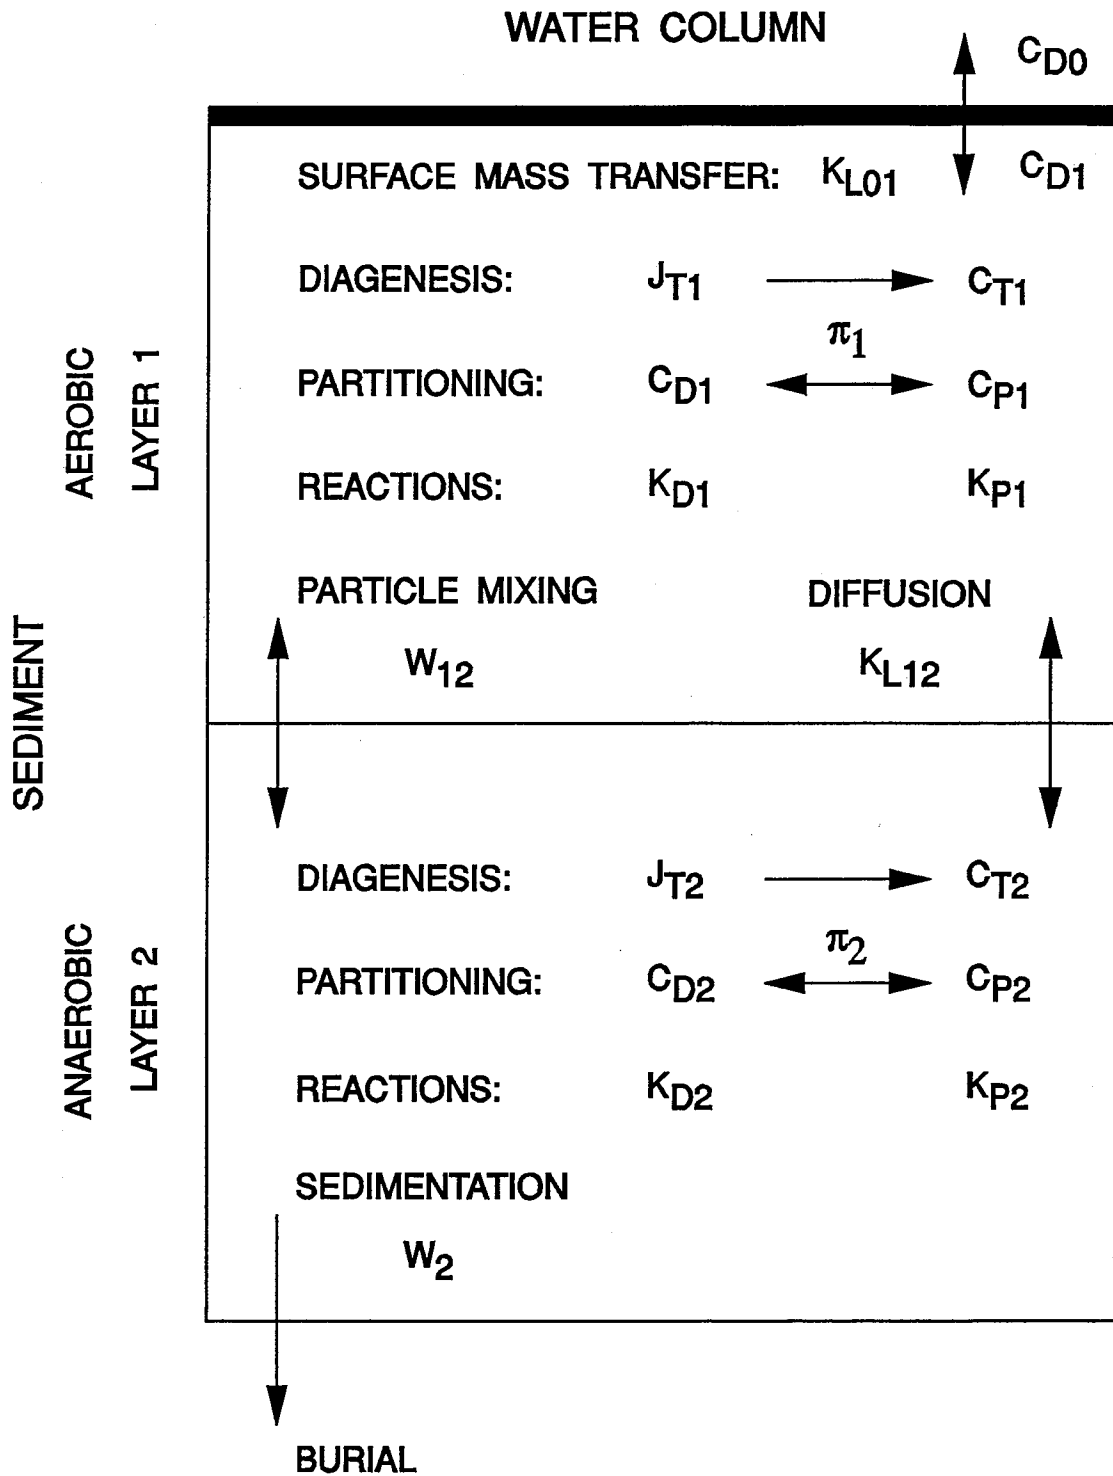 WATER COLUMN
C_D0
SURFACE MASS TRANSFER: K_L01 C_D1
DIAGENESIS: J_T1 C_T1
π_1
PARTITIONING: C_D1 C_P1
REACTIONS: K_D1 K_P1
PARTICLE MIXING DIFFUSION
W_12 K_L12
AEROBIC
LAYER 1
SEDIMENT
DIAGENESIS: J_T2 C_T2
π_2
PARTITIONING: C_D2 C_P2
REACTIONS: K_D2 K_P2
SEDIMENTATION
W_2
ANAEROBIC
LAYER 2
BURIAL